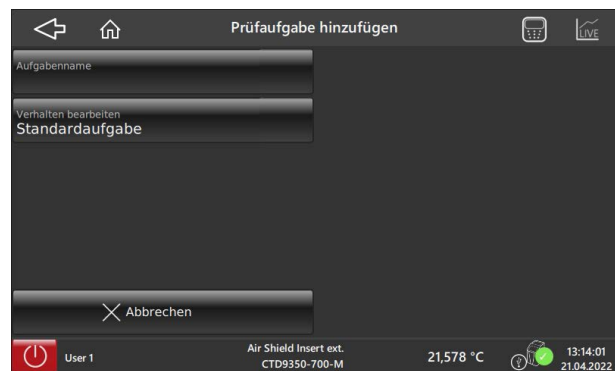 Prüfaufgabe hinzufügen
LIVE
Aufgabenname
Verhalten bearbeiten
Standardaufgabe
Abbrechen
User 1
Air Shield Insert ext.
CTD9350-700-M
21,578 °C
13:14:01
21.04.2022